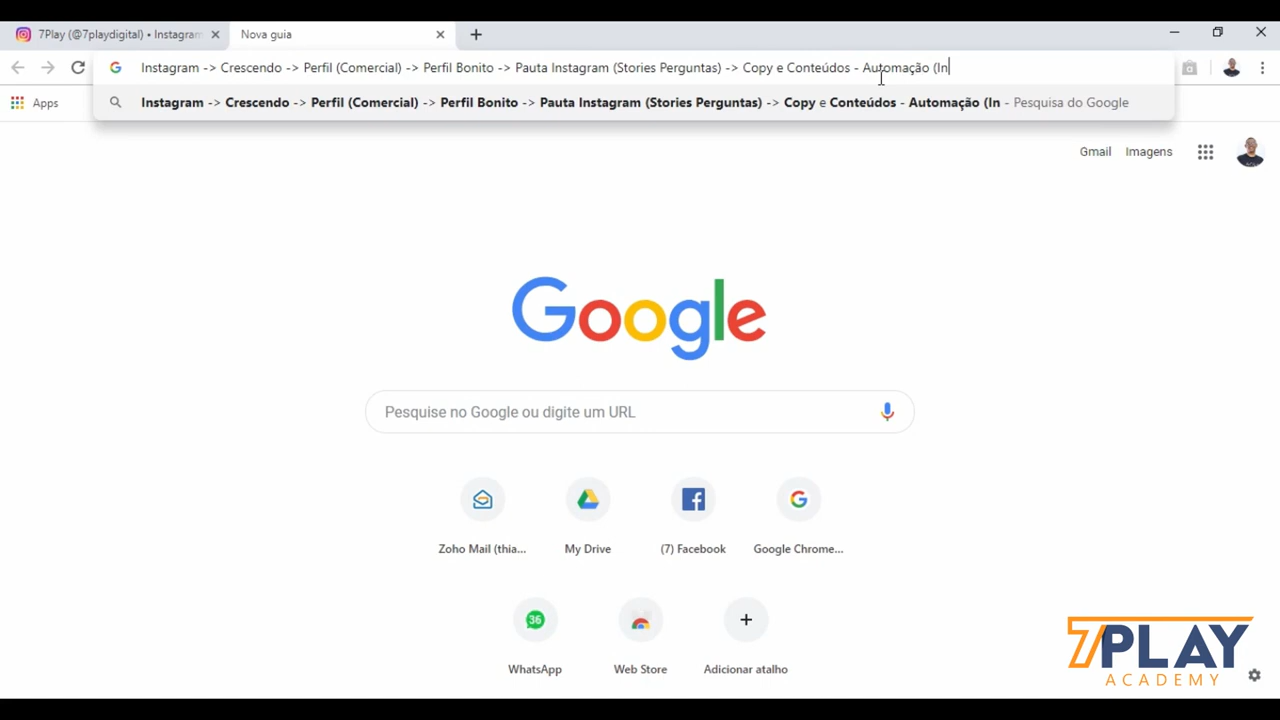 7Play (@7playdigital) • Instagram
Nova guia
Instagram -> Crescendo -> Perfil (Comercial) -> Perfil Bonito -> Pauta Instagram (Stories Perguntas) -> Copy e Conteúdos - Automação (In
Apps
Instagram -> Crescendo -> Perfil (Comercial) -> Perfil Bonito -> Pauta Instagram (Stories Perguntas) -> Copy e Conteúdos - Automação (In - Pesquisa do Google
Gmail Imagens
Google
Pesquise no Google ou digite um URL
Zoho Mail (thia... My Drive (7) Facebook Google Chrome...
36
WhatsApp Web Store Adicionar atalho
7PLAY
ACADEMY